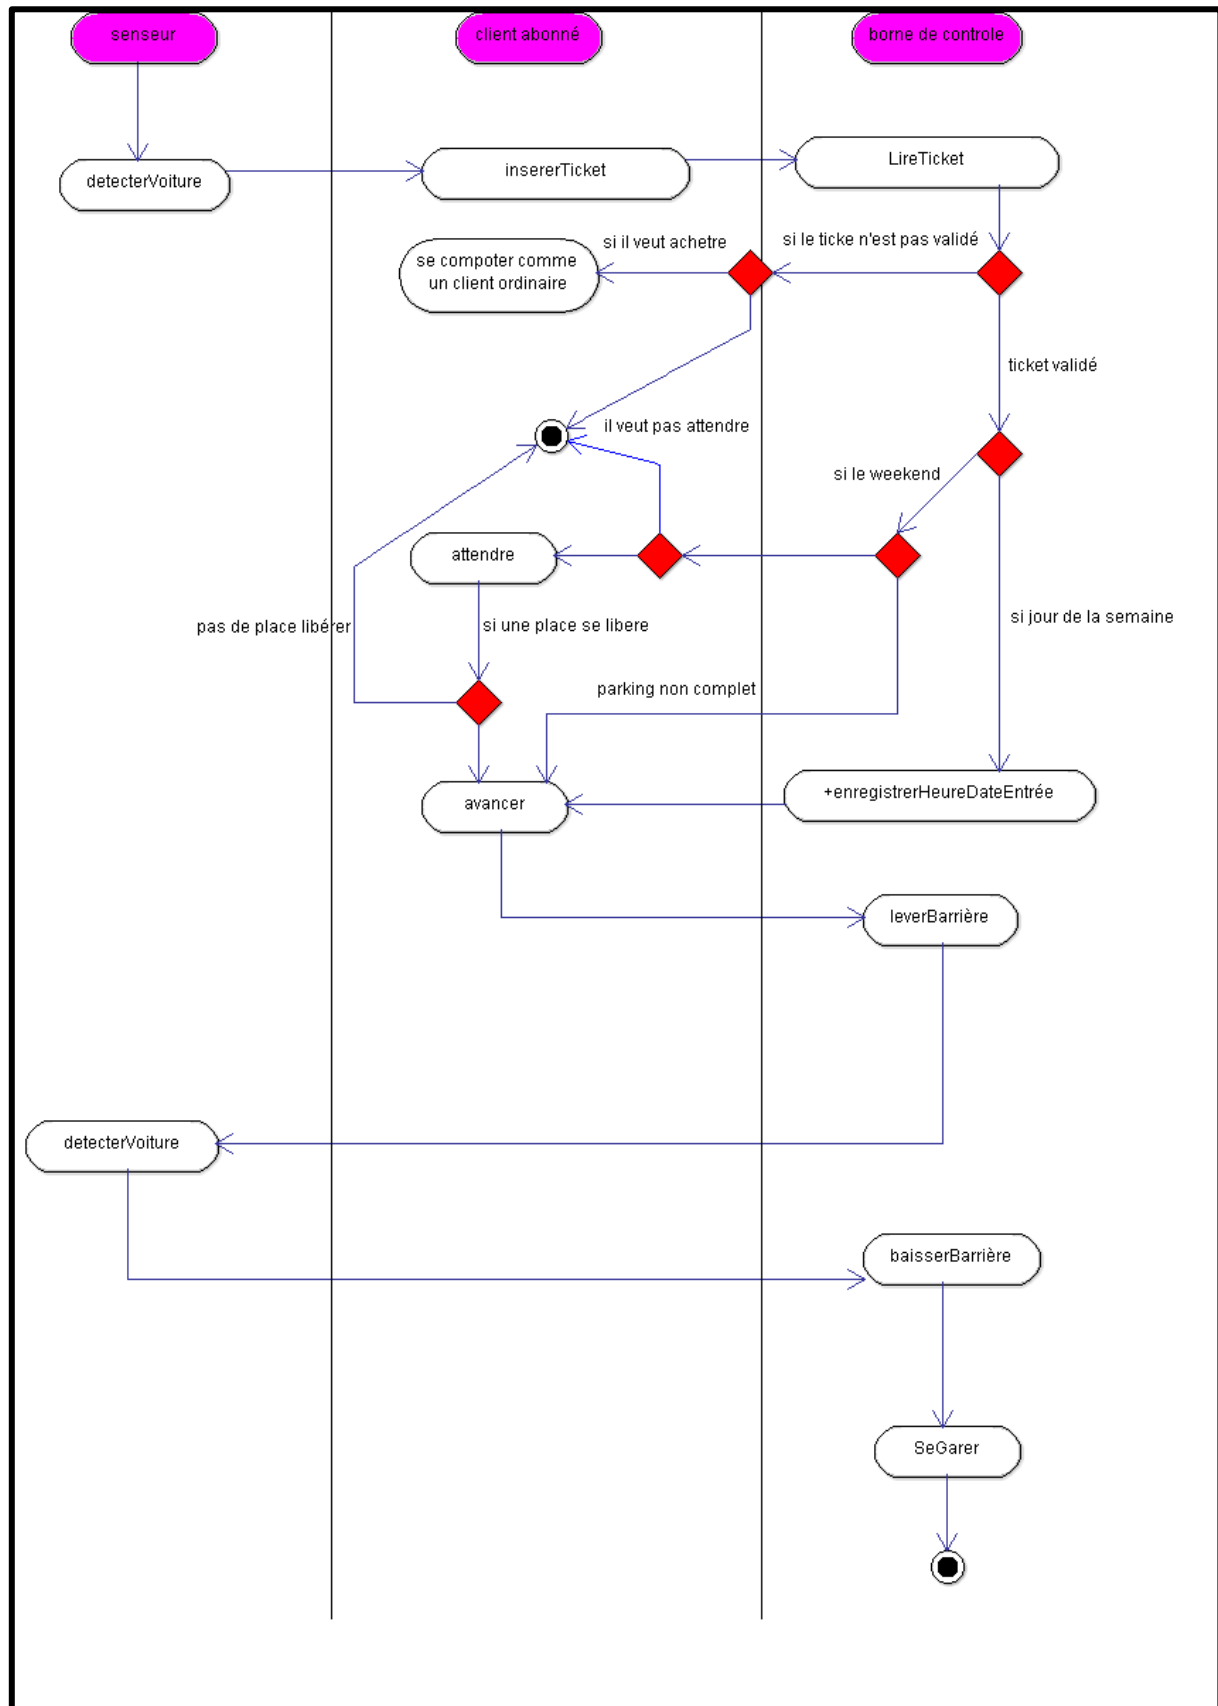 senseur
client abonné
borne de controle
detecterVoiture
insererTicket
LireTicket
si il veut achetre
si le ticke n'est pas validé
se compoter comme
un client ordinaire
ticket validé
il veut pas attendre
si le weekend
attendre
pas de place libérer
si une place se libere
si jour de la semaine
parking non complet
avancer
+enregistrerHeureDateEntrée
leverBarrière
detecterVoiture
baisserBarrière
SeGarer